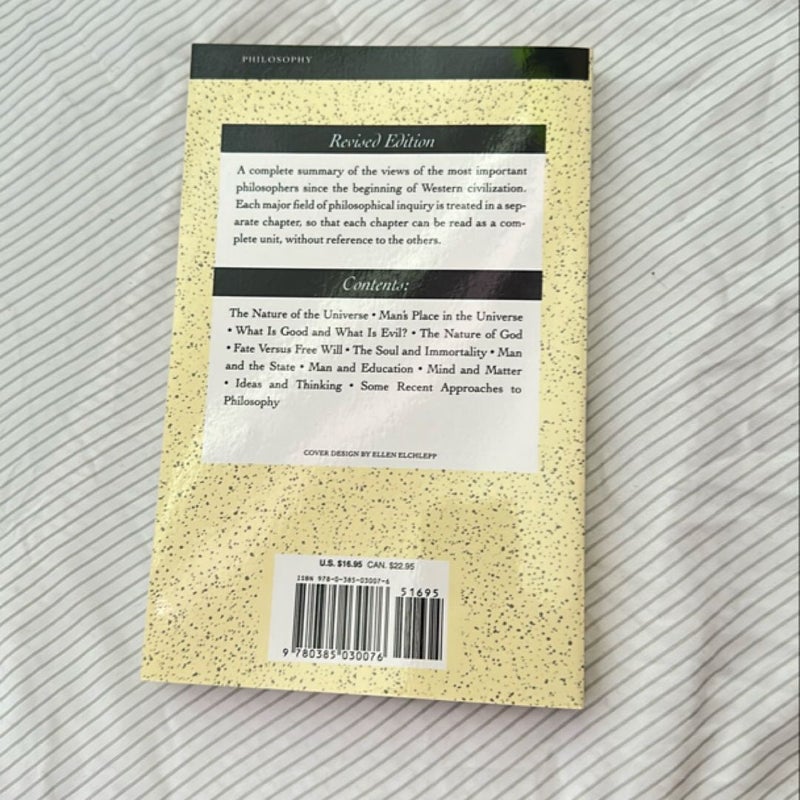 PHILOSOPHY
Revised Edition
A complete summary of the views of the most important
philosophers since the beginning of Western civilization.
Each major field of philosophical inquiry is treated in a sep-
arate chapter, so that each chapter can be read as a com-
plete unit, without reference to the others.
Contents:
The Nature of the Universe • Man's Place in the Universe
• What Is Good and What Is Evil? • The Nature of God
• Fate Versus Free Will • The Soul and Immortality • Man
and the State • Man and Education • Mind and Matter
• Ideas and Thinking • Some Recent Approaches to
Philosophy
COVER DESIGN BY ELLEN ELCHLEPP
U.S. $16.95 CAN. $22.95
ISBN 978-0-385-03007-6
51695
9 780385 030076